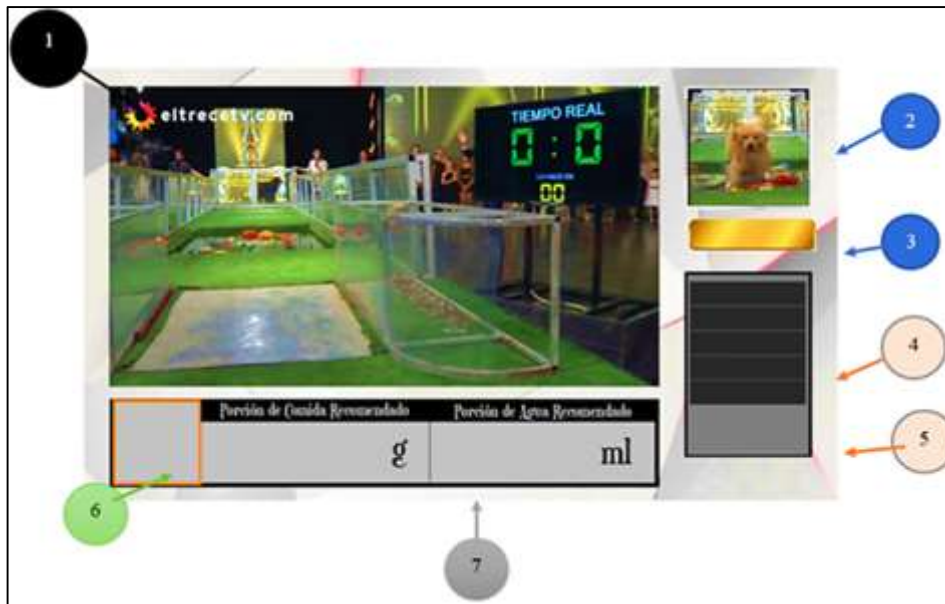 1
eltrecetv.com
TIEMPO REAL
0 : 0
00
2
3
4
5
6
7
Porción de Comida Recomendado
g
Porción de Agua Recomendado
ml